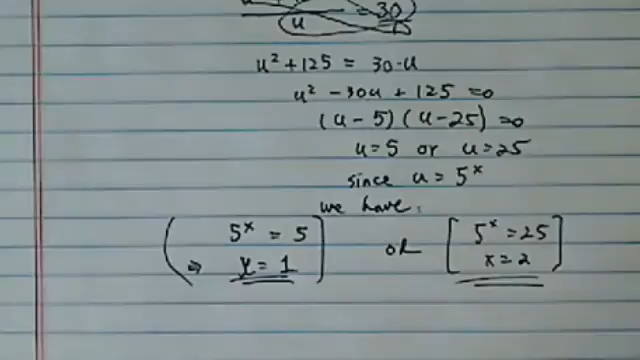 u = 30
u² + 125 = 30·u
u² - 30u + 125 = 0
(u - 5) (u - 25) = 0
u = 5 or u = 25
since u = 5ˣ
we have,
5ˣ = 5 or 5ˣ = 25
⇒ x = 1 x = 2